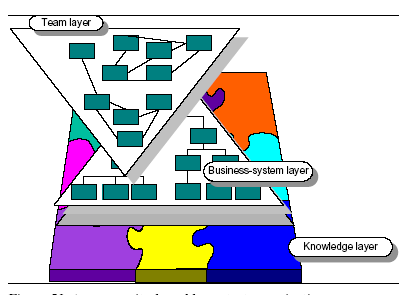 Team layer
Business-system layer
Knowledge layer